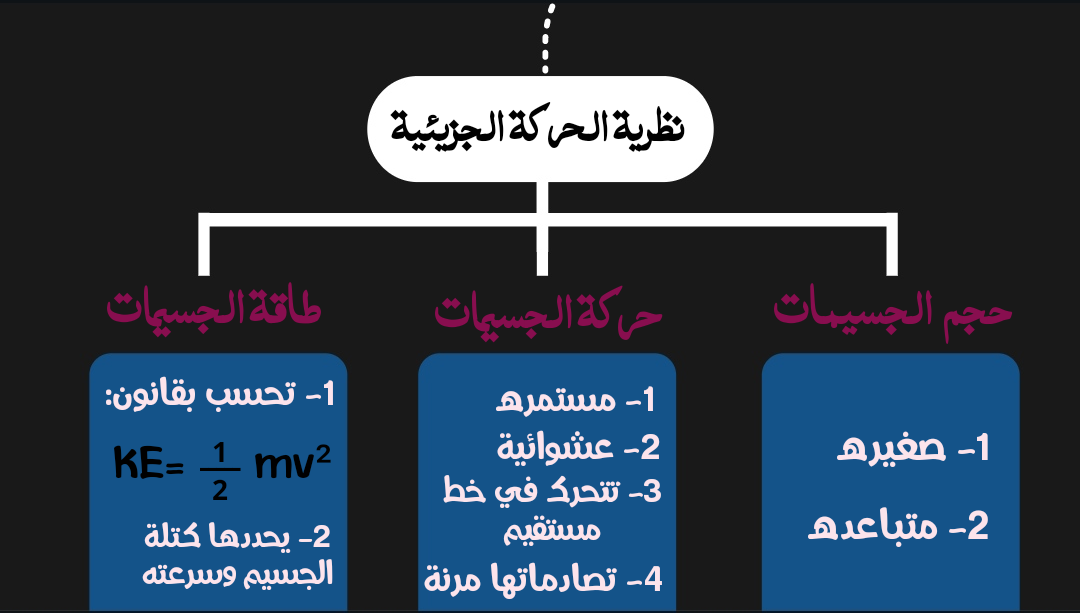 نظرية الحركة الجزيئية
حجم الجسيمات
1- صغيره
2- متباعده
حركة الجسيمات
1- مستمره
2- عشوائية
3- تتحرك في خط
مستقيم
4- تصادماتها مرنة
طاقة الجسيمات
1- تحسب بقانون:
KE= 1/2 mv²
2- يحددها كتلة
الجسيم وسرعته